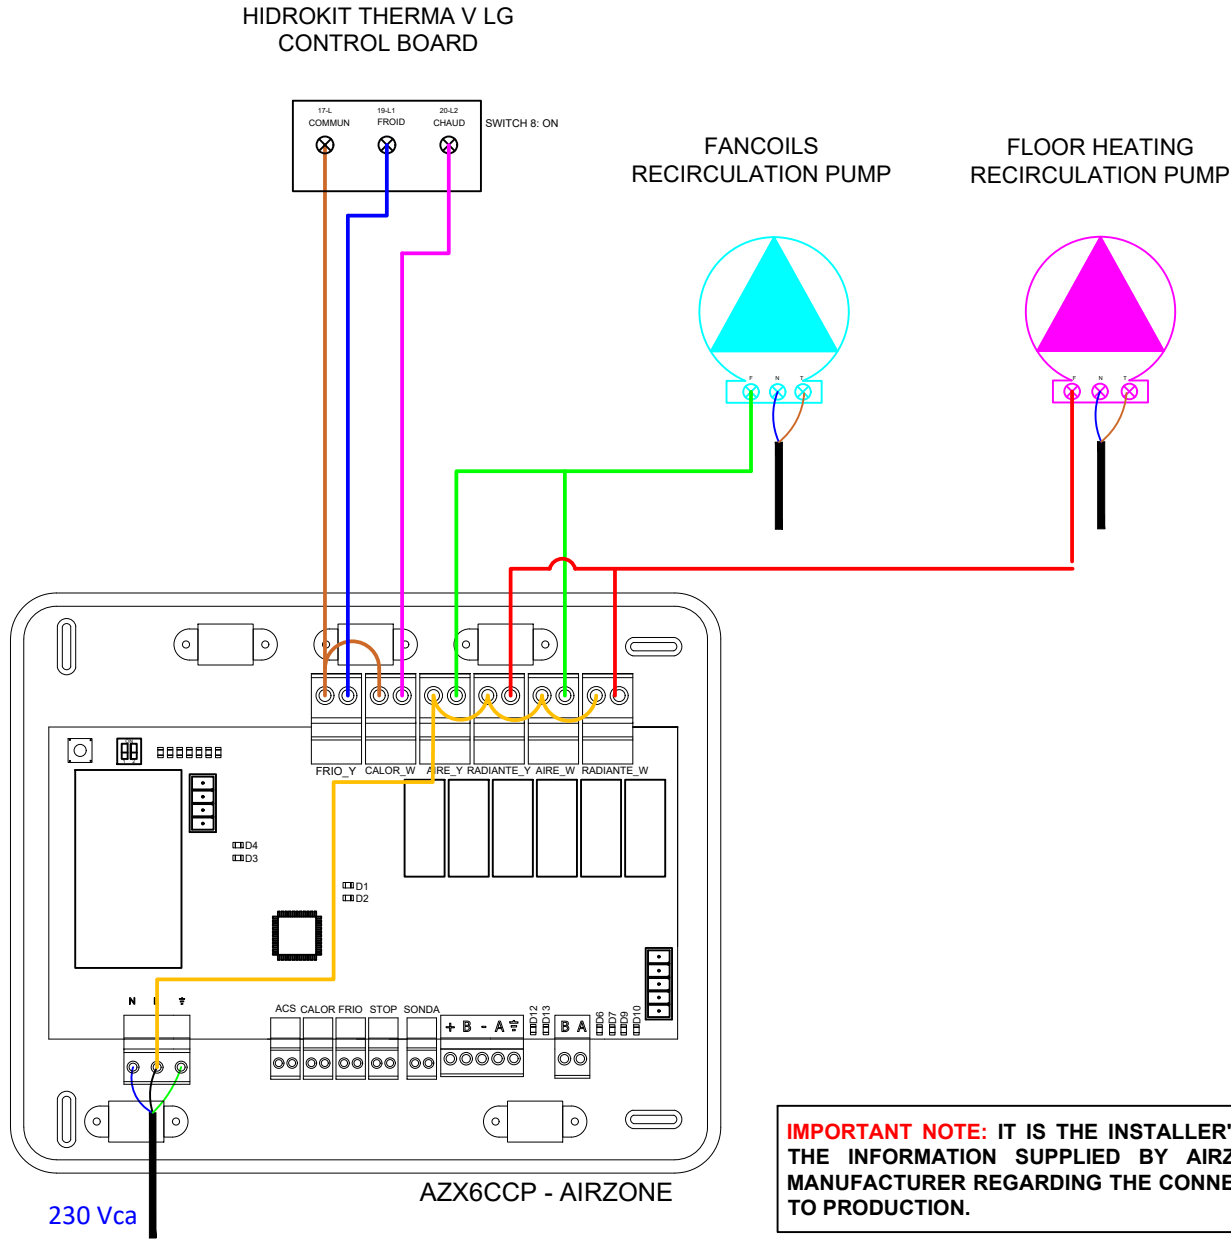 HIDROKIT THERMA V LG
CONTROL BOARD
17-L 19-L1 20-L2
COMMUN FROID CHAUD SWITCH 8: ON
FANCOILS
RECIRCULATION PUMP
FLOOR HEATING
RECIRCULATION PUMP
F N T
F N T
FRIO_Y CALOR_W AIRE_Y RADIANTE_Y AIRE_W RADIANTE_W
D4
D3
D1
D2
N
ACS CALOR FRIO STOP SONDA
+ B - A
D12 D13
B A
D6 D7 D9 D10
AZX6CCP - AIRZONE
230 Vca
IMPORTANT NOTE: IT IS THE INSTALLER'
THE INFORMATION SUPPLIED BY AIRZ
MANUFACTURER REGARDING THE CONNE
TO PRODUCTION.